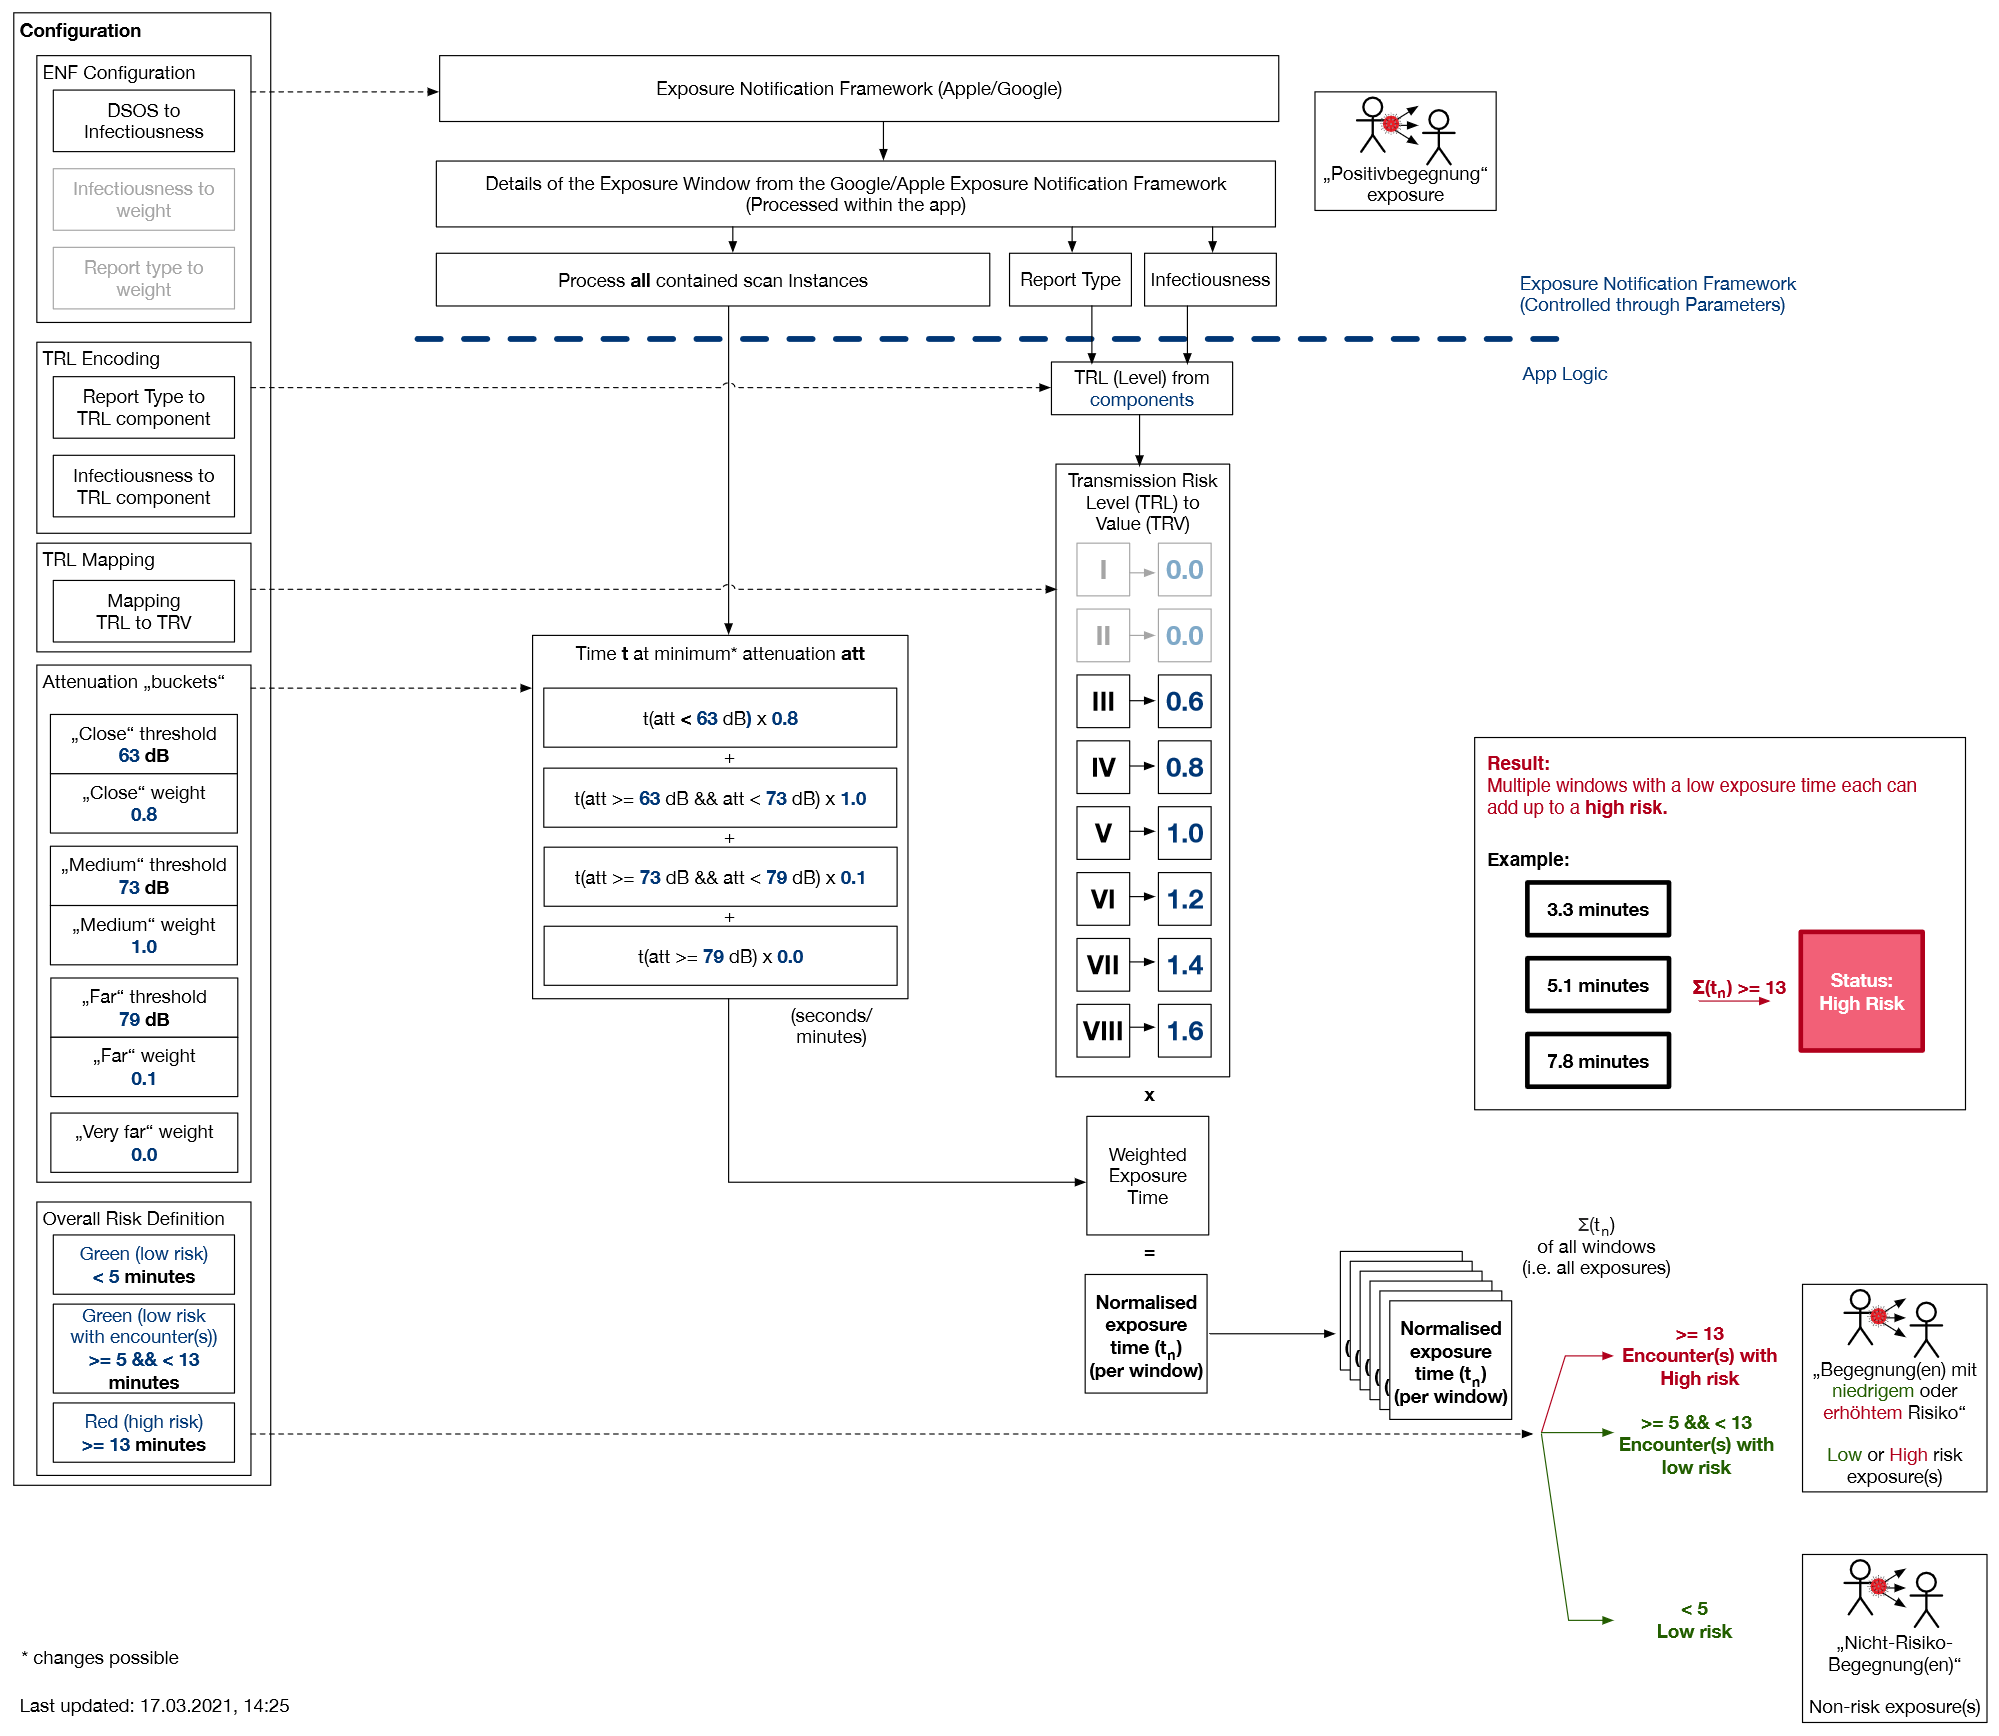 Configuration
ENF Configuration
DSOS to
Infectiousness
Infectiousness to
weight
Report type to
weight
TRL Encoding
Report Type to
TRL component
Infectiousness to
TRL component
TRL Mapping
Mapping
TRL to TRV
Attenuation „buckets“
„Close“ threshold
63 dB
„Close“ weight
0.8
„Medium“ threshold
73 dB
„Medium“ weight
1.0
„Far“ threshold
79 dB
„Far“ weight
0.1
„Very far“ weight
0.0
Overall Risk Definition
Green (low risk)
< 5 minutes
Green (low risk
with encounter(s))
>= 5 && < 13
minutes
Red (high risk)
>= 13 minutes
* changes possible
Last updated: 17.03.2021, 14:25
Exposure Notification Framework (Apple/Google)
Details of the Exposure Window from the Google/Apple Exposure Notification Framework
(Processed within the app)
Process all contained scan Instances
Report Type
Infectiousness
„Positivbegegnung“
exposure
Exposure Notification Framework
(Controlled through Parameters)
App Logic
TRL (Level) from
components
Transmission Risk
Level (TRL) to
Value (TRV)
I 0.0
II 0.0
III 0.6
IV 0.8
V 1.0
VI 1.2
VII 1.4
VIII 1.6
Time t at minimum* attenuation att
t(att < 63 dB) x 0.8
+
t(att >= 63 dB && att < 73 dB) x 1.0
+
t(att >= 73 dB && att < 79 dB) x 0.1
+
t(att >= 79 dB) x 0.0
(seconds/
minutes)
x
Weighted
Exposure
Time
=
Normalised
exposure
time (tn)
(per window)
( ( ( ( (
Normalised
exposure
time (tn)
(per window)
Result:
Multiple windows with a low exposure time each can
add up to a high risk.
Example:
3.3 minutes
5.1 minutes
7.8 minutes
Σ(tn) >= 13
Status:
High Risk
Σ(tn)
of all windows
(i.e. all exposures)
>= 13
Encounter(s) with
High risk
>= 5 && < 13
Encounter(s) with
low risk
< 5
Low risk
„Begegnung(en) mit
niedrigem oder
erhöhtem Risiko“
Low or High risk
exposure(s)
„Nicht-Risiko-
Begegnung(en)“
Non-risk exposure(s)